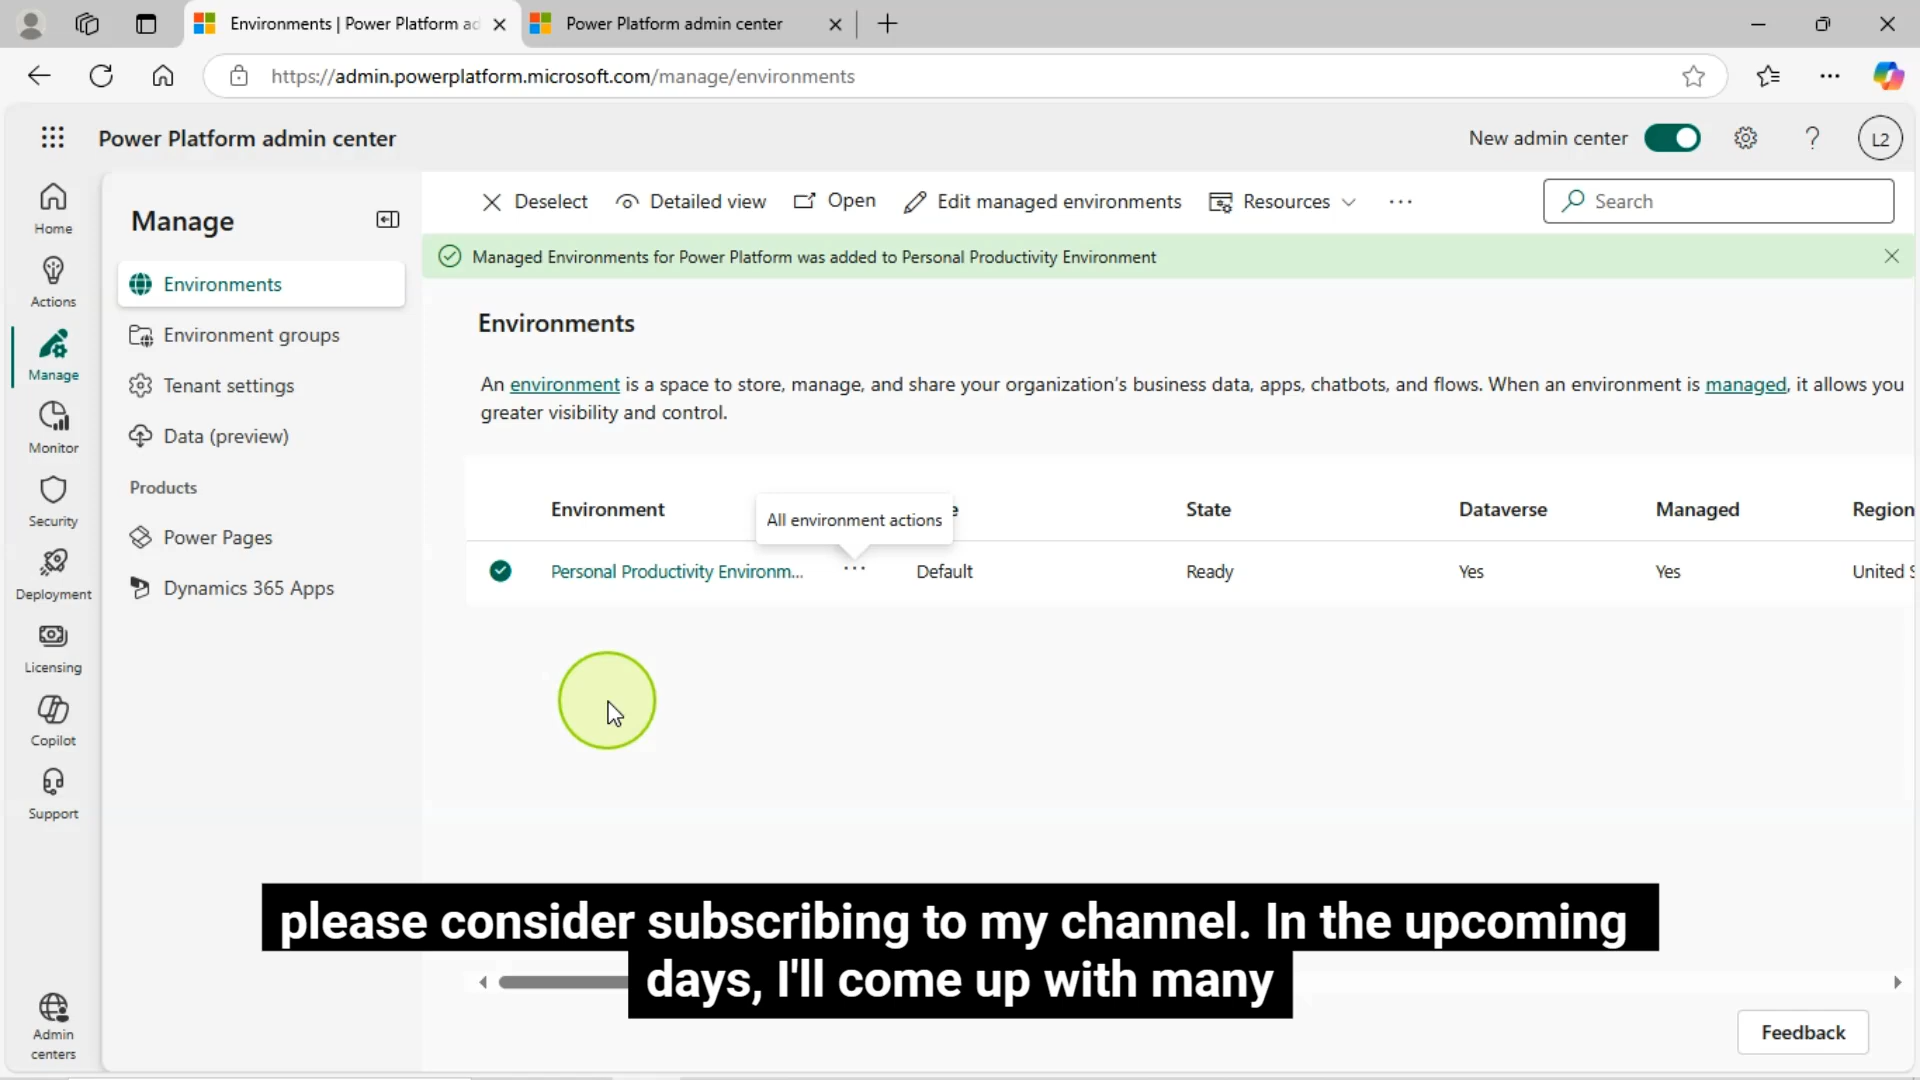 Environments | Power Platform ad
Power Platform admin center
https://admin.powerplatform.microsoft.com/manage/environments
Power Platform admin center
New admin center
L2
Home
Actions
Manage
Monitor
Security
Deployment
Licensing
Copilot
Support
Admin
centers
Manage
Environments
Environment groups
Tenant settings
Data (preview)
Products
Power Pages
Dynamics 365 Apps
Deselect
Detailed view
Open
Edit managed environments
Resources
Search
Managed Environments for Power Platform was added to Personal Productivity Environment
Environments
An environment is a space to store, manage, and share your organization's business data, apps, chatbots, and flows. When an environment is managed, it allows you
greater visibility and control.
All environment actions
Environment State Dataverse Managed Region
Personal Productivity Environm... Default Ready Yes Yes United
please consider subscribing to my channel. In the upcoming
days, I'll come up with many
Feedback